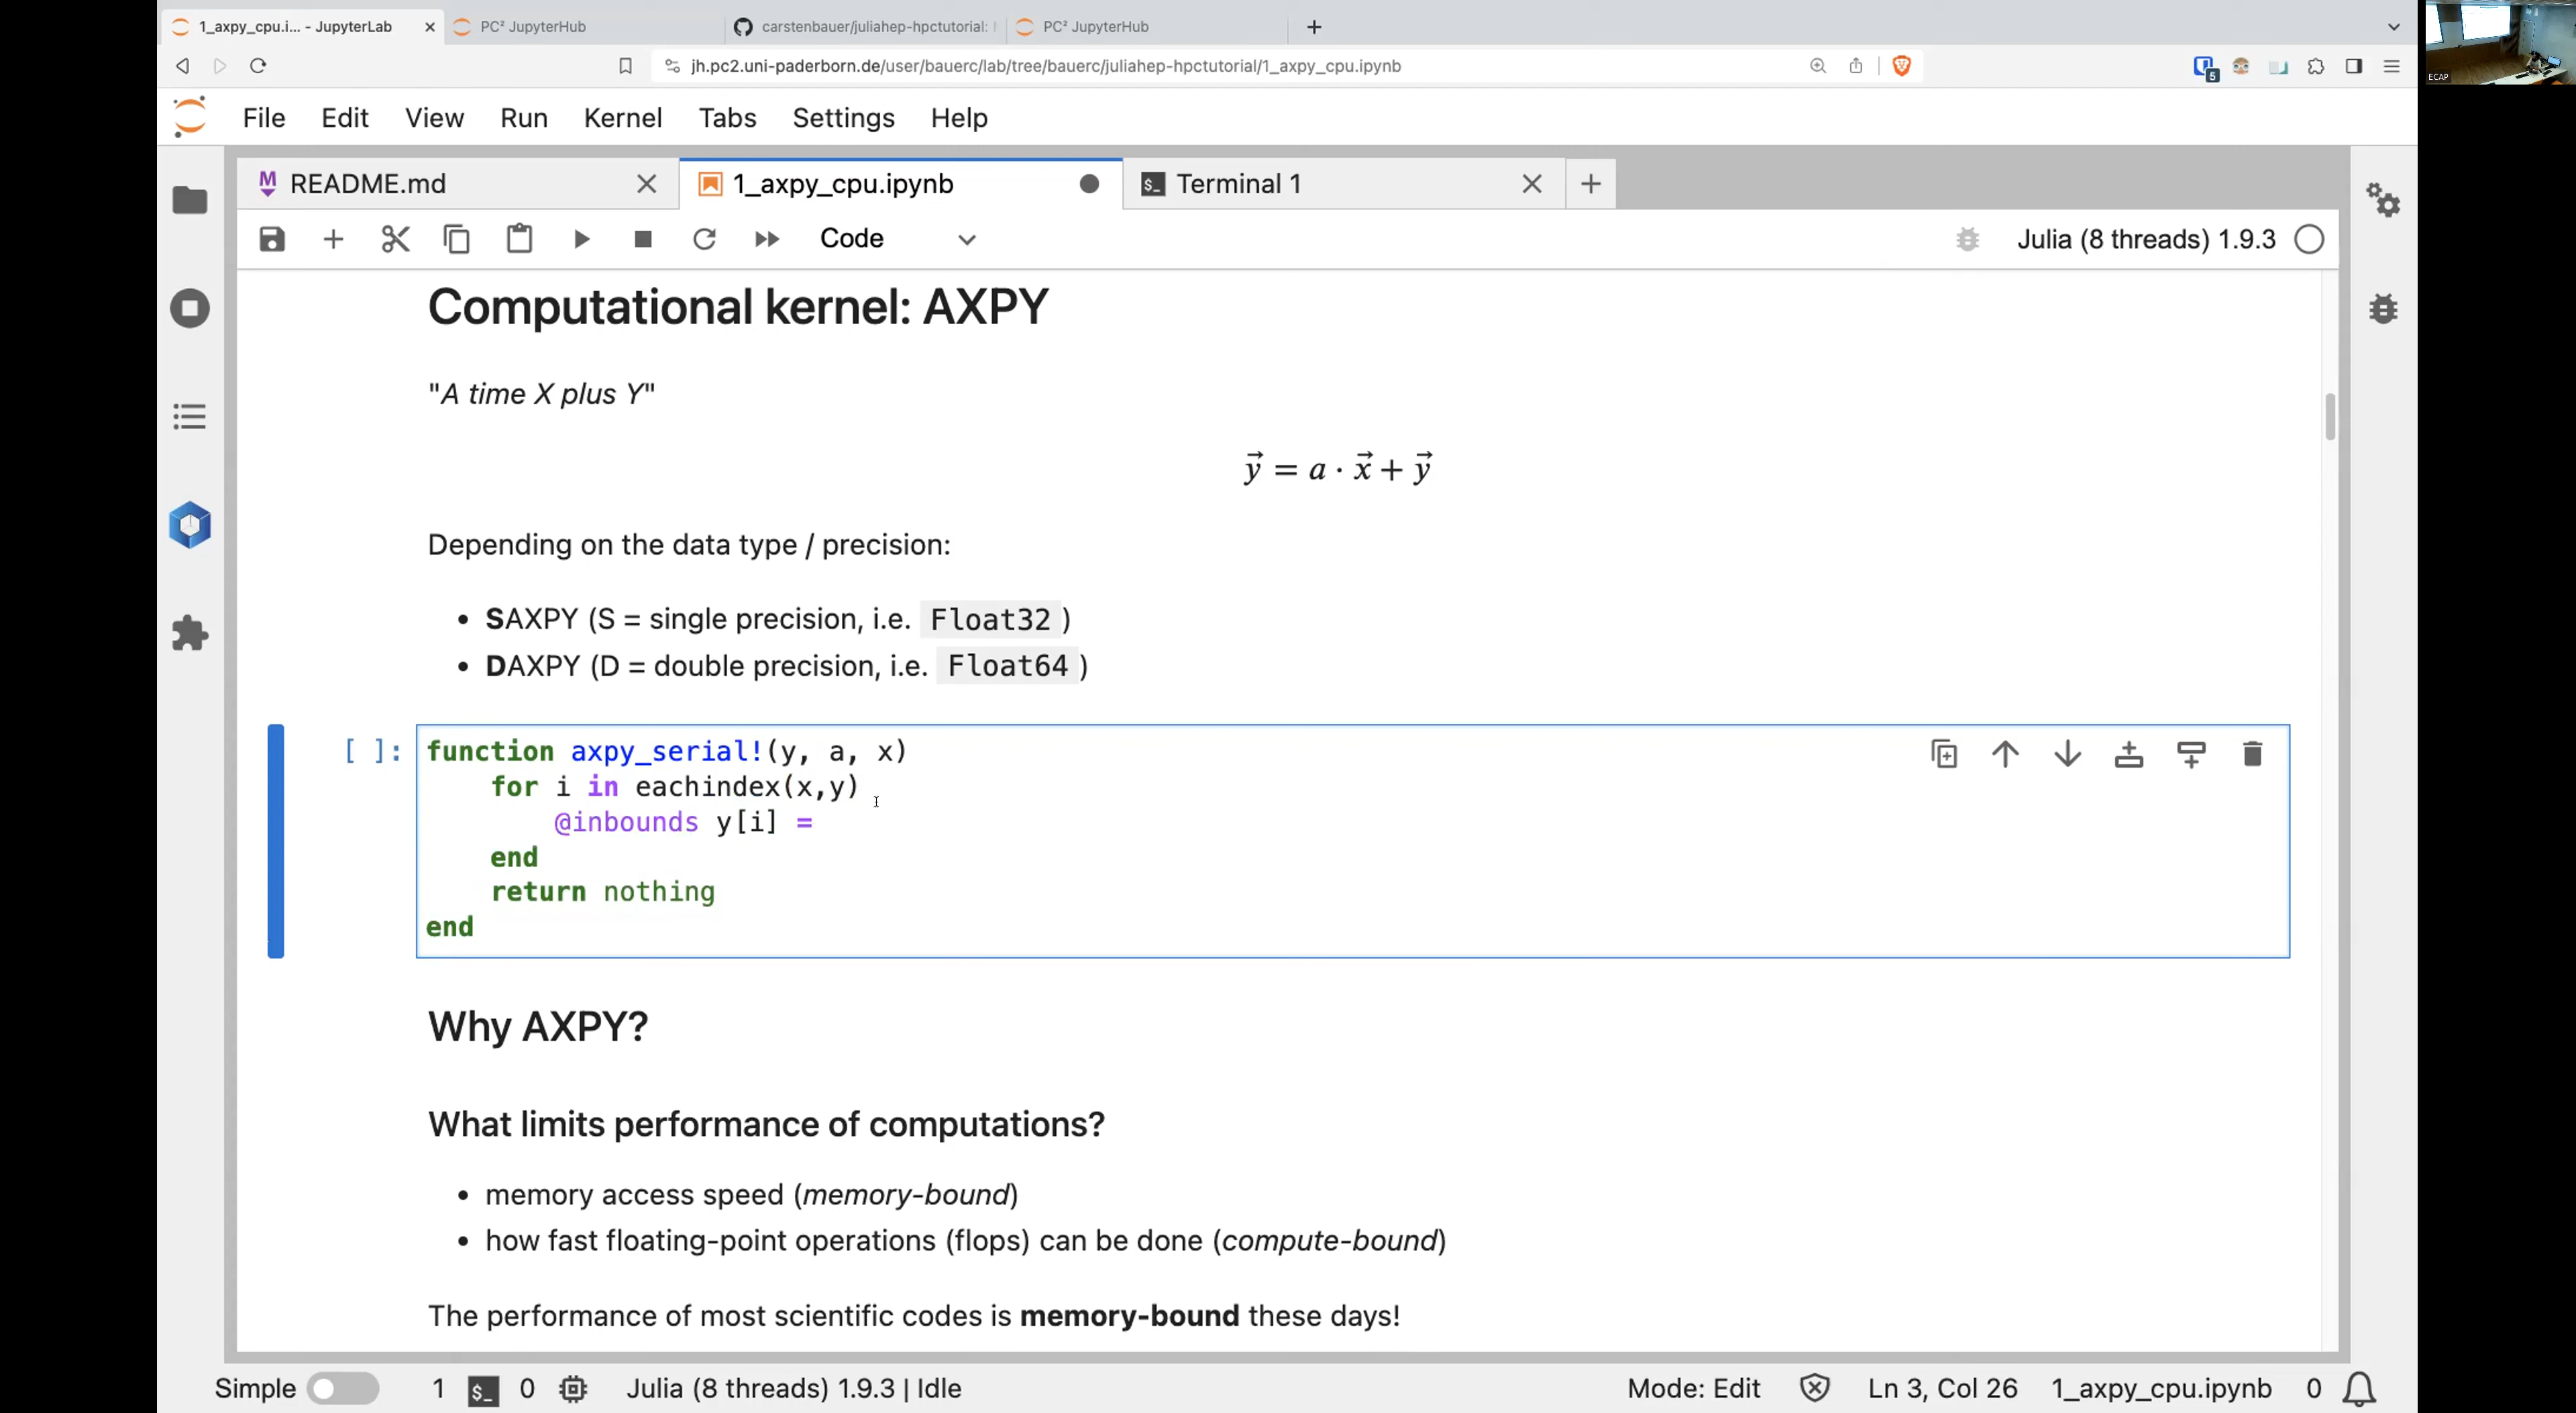 1_axpy_cpu.i... - JupyterLab
PC² JupyterHub
carstenbauer/juliahep-hpctutorial:
PC² JupyterHub
jh.pc2.uni-paderborn.de/user/bauerc/lab/tree/bauerc/juliahep-hpctutorial/1_axpy_cpu.ipynb
5
ECAP
File Edit View Run Kernel Tabs Settings Help
README.md
1_axpy_cpu.ipynb
Terminal 1
Code
Julia (8 threads) 1.9.3
Computational kernel: AXPY
"A time X plus Y"
y⃗ = a · x⃗ + y⃗
Depending on the data type / precision:
• SAXPY (S = single precision, i.e. Float32 )
• DAXPY (D = double precision, i.e. Float64 )
[ ]: function axpy_serial!(y, a, x)
    for i in eachindex(x,y)
        @inbounds y[i] =
    end
    return nothing
end
Why AXPY?
What limits performance of computations?
• memory access speed (memory-bound)
• how fast floating-point operations (flops) can be done (compute-bound)
The performance of most scientific codes is memory-bound these days!
Simple 1 $_ 0 Julia (8 threads) 1.9.3 | Idle Mode: Edit Ln 3, Col 26 1_axpy_cpu.ipynb 0